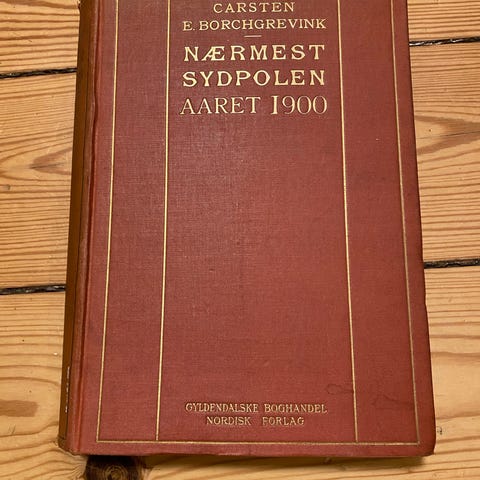 CARSTEN
E. BORCHGREVINK
NÆRMEST
SYDPOLEN
AARET 1900
GYLDENDALSKE BOGHANDEL
NORDISK FORLAG